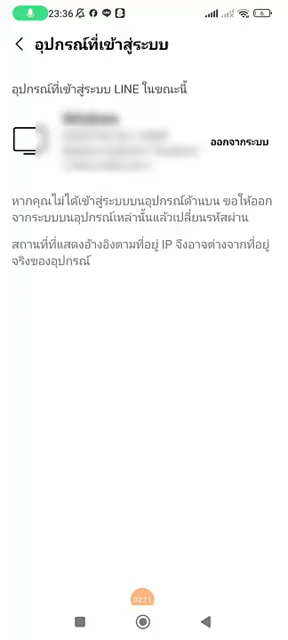 23:36
6
อุปกรณ์ที่เข้าสู่ระบบ
อุปกรณ์ที่เข้าสู่ระบบ LINE ในขณะนี้
ออกจากระบบ
หากคุณไม่ได้เข้าสู่ระบบบนอุปกรณ์ด้านบน ขอให้ออก
จากระบบบนอุปกรณ์เหล่านั้นแล้วเปลี่ยนรหัสผ่าน
สถานที่ที่แสดงอ้างอิงตามที่อยู่ IP จึงอาจต่างจากที่อยู่
จริงของอุปกรณ์
02:11